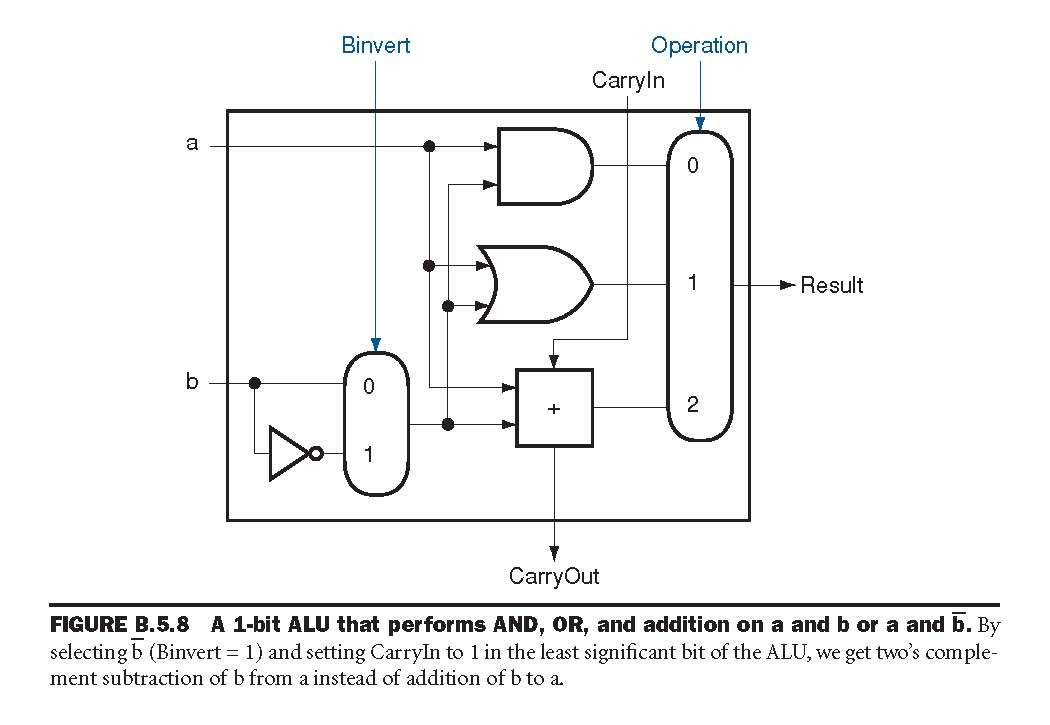 Binvert
Operation
CarryIn
a
0
1
Result
b
0
+
2
1
CarryOut
FIGURE B.5.8 A 1-bit ALU that performs AND, OR, and addition on a and b or a and b̅. By
selecting b̅ (Binvert = 1) and setting CarryIn to 1 in the least significant bit of the ALU, we get two’s comple-
ment subtraction of b from a instead of addition of b to a.